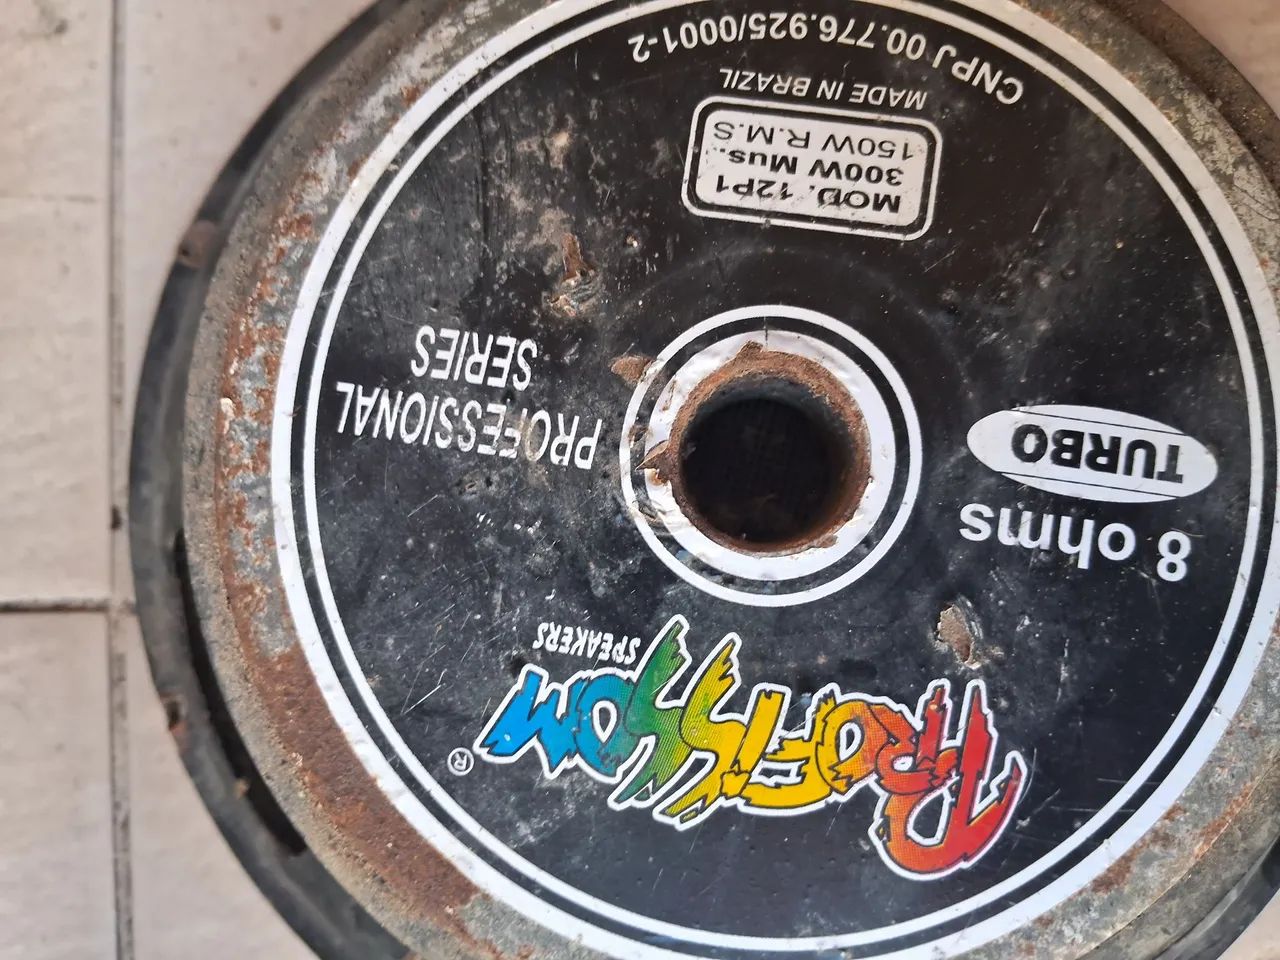 PROFISSOM®
SPEAKERS
8 ohms
TURBO
PROFESSIONAL
SERIES
MOD. 12P1
300W Mus.
150W R.M.S
MADE IN BRAZIL
CNPJ 00.776.925/0001-2